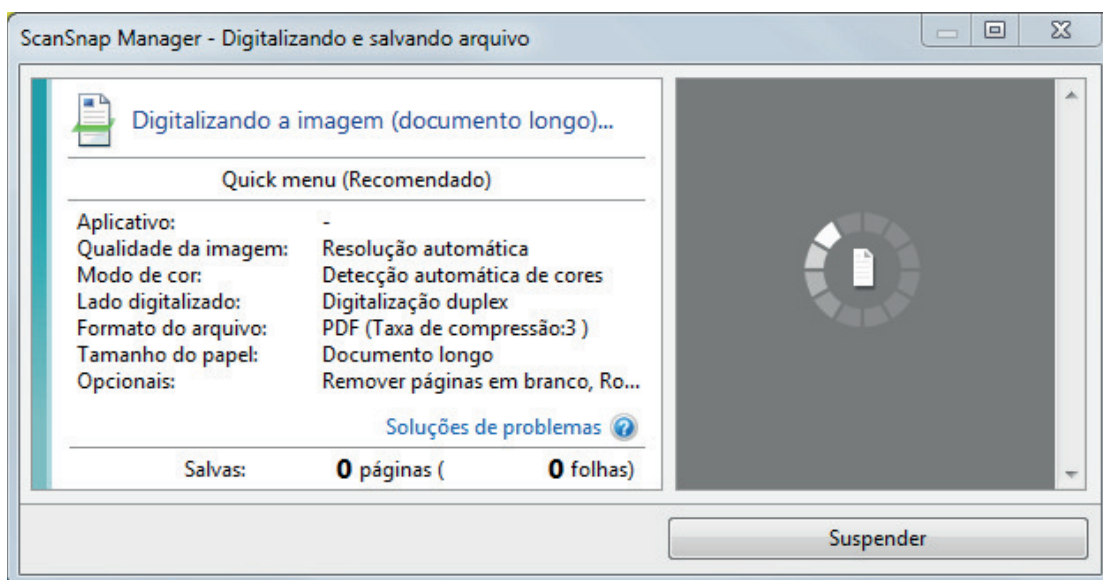 ScanSnap Manager - Digitalizando e salvando arquivo
Digitalizando a imagem (documento longo)...
Quick menu (Recomendado)
Aplicativo: -
Qualidade da imagem: Resolução automática
Modo de cor: Detecção automática de cores
Lado digitalizado: Digitalização duplex
Formato do arquivo: PDF (Taxa de compressão:3 )
Tamanho do papel: Documento longo
Opcionais: Remover páginas em branco, Ro...
Soluções de problemas
Salvas: 0 páginas ( 0 folhas)
Suspender